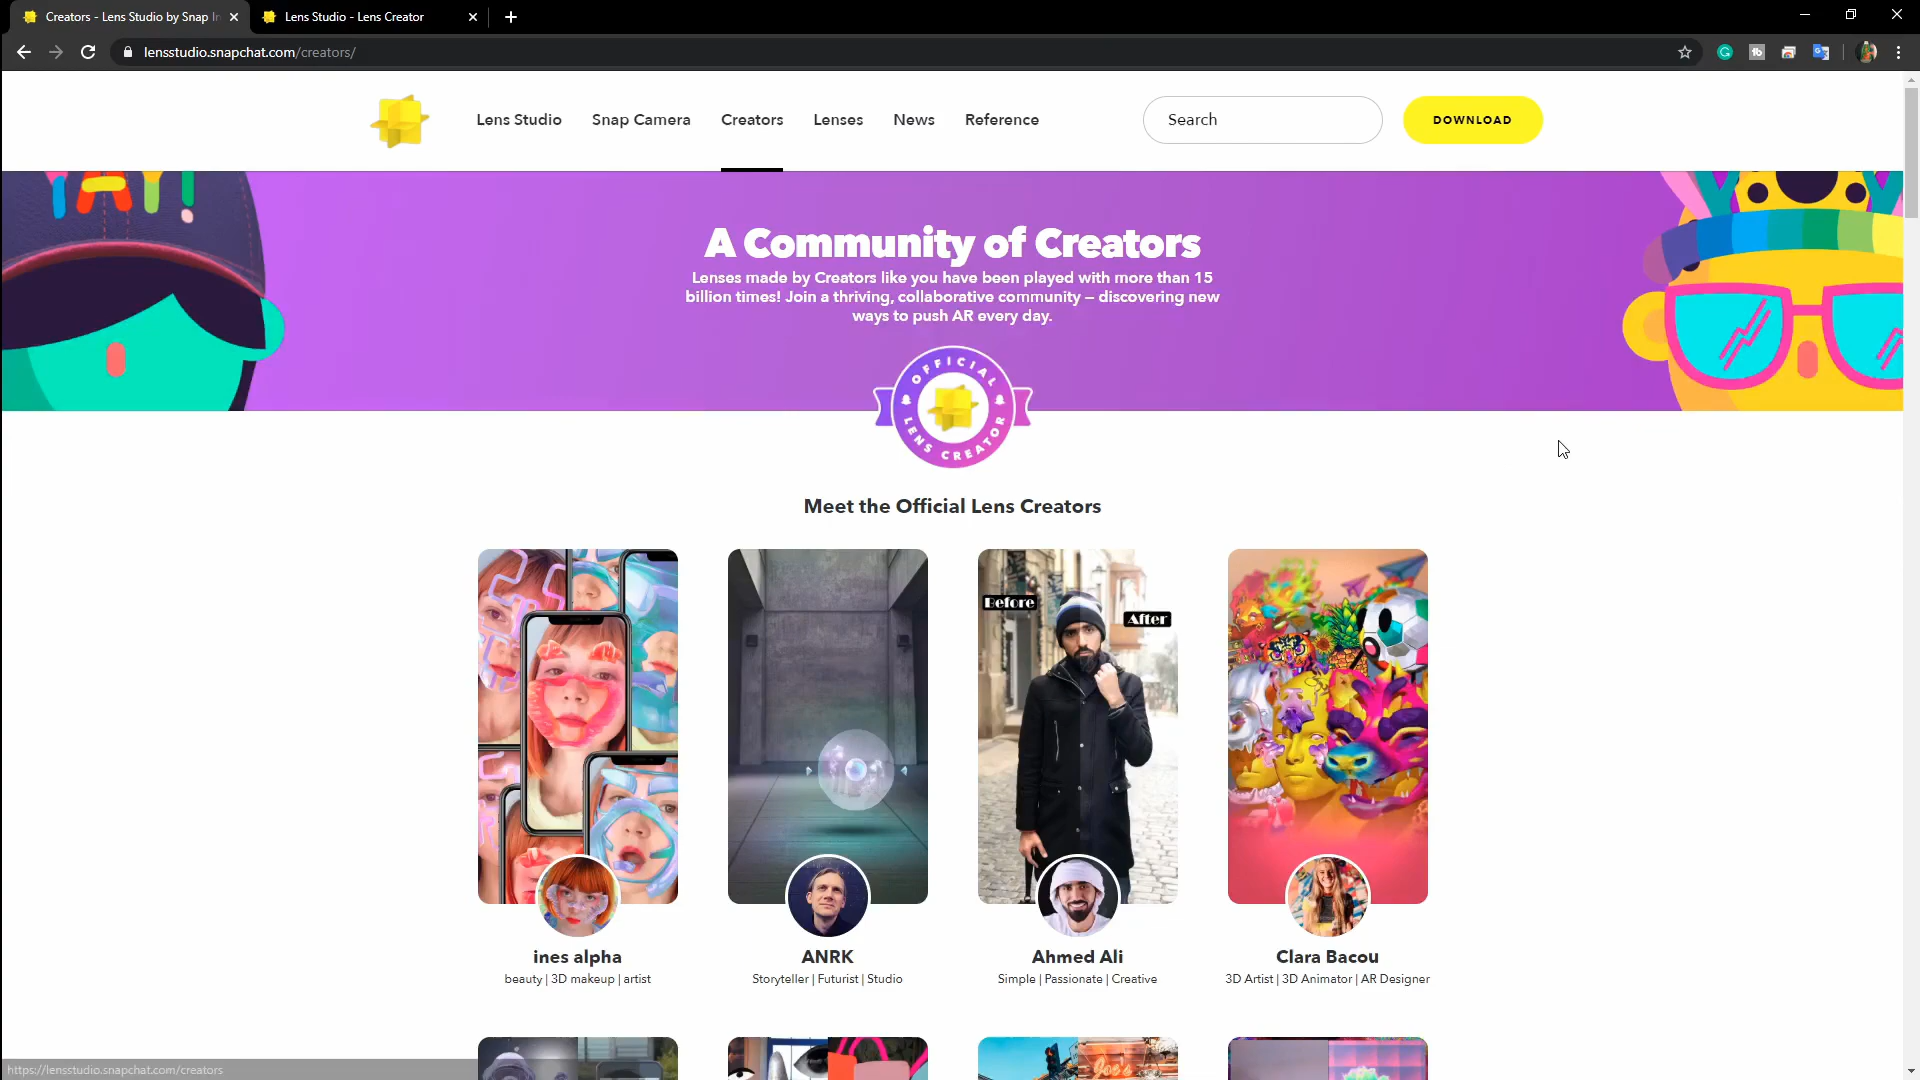 Creators - Lens Studio by Snap In
Lens Studio - Lens Creator
lensstudio.snapchat.com/creators/
Lens Studio
Snap Camera
Creators
Lenses
News
Reference
Search
DOWNLOAD
YAY!
A Community of Creators
Lenses made by Creators like you have been played with more than 15
billion times! Join a thriving, collaborative community – discovering new
ways to push AR every day.
OFFICIAL
LENS CREATOR
Meet the Official Lens Creators
Before
After
ines alpha
beauty | 3D makeup | artist
ANRK
Storyteller | Futurist | Studio
Ahmed Ali
Simple | Passionate | Creative
Clara Bacou
3D Artist | 3D Animator | AR Designer
Joe's
https://lensstudio.snapchat.com/creators